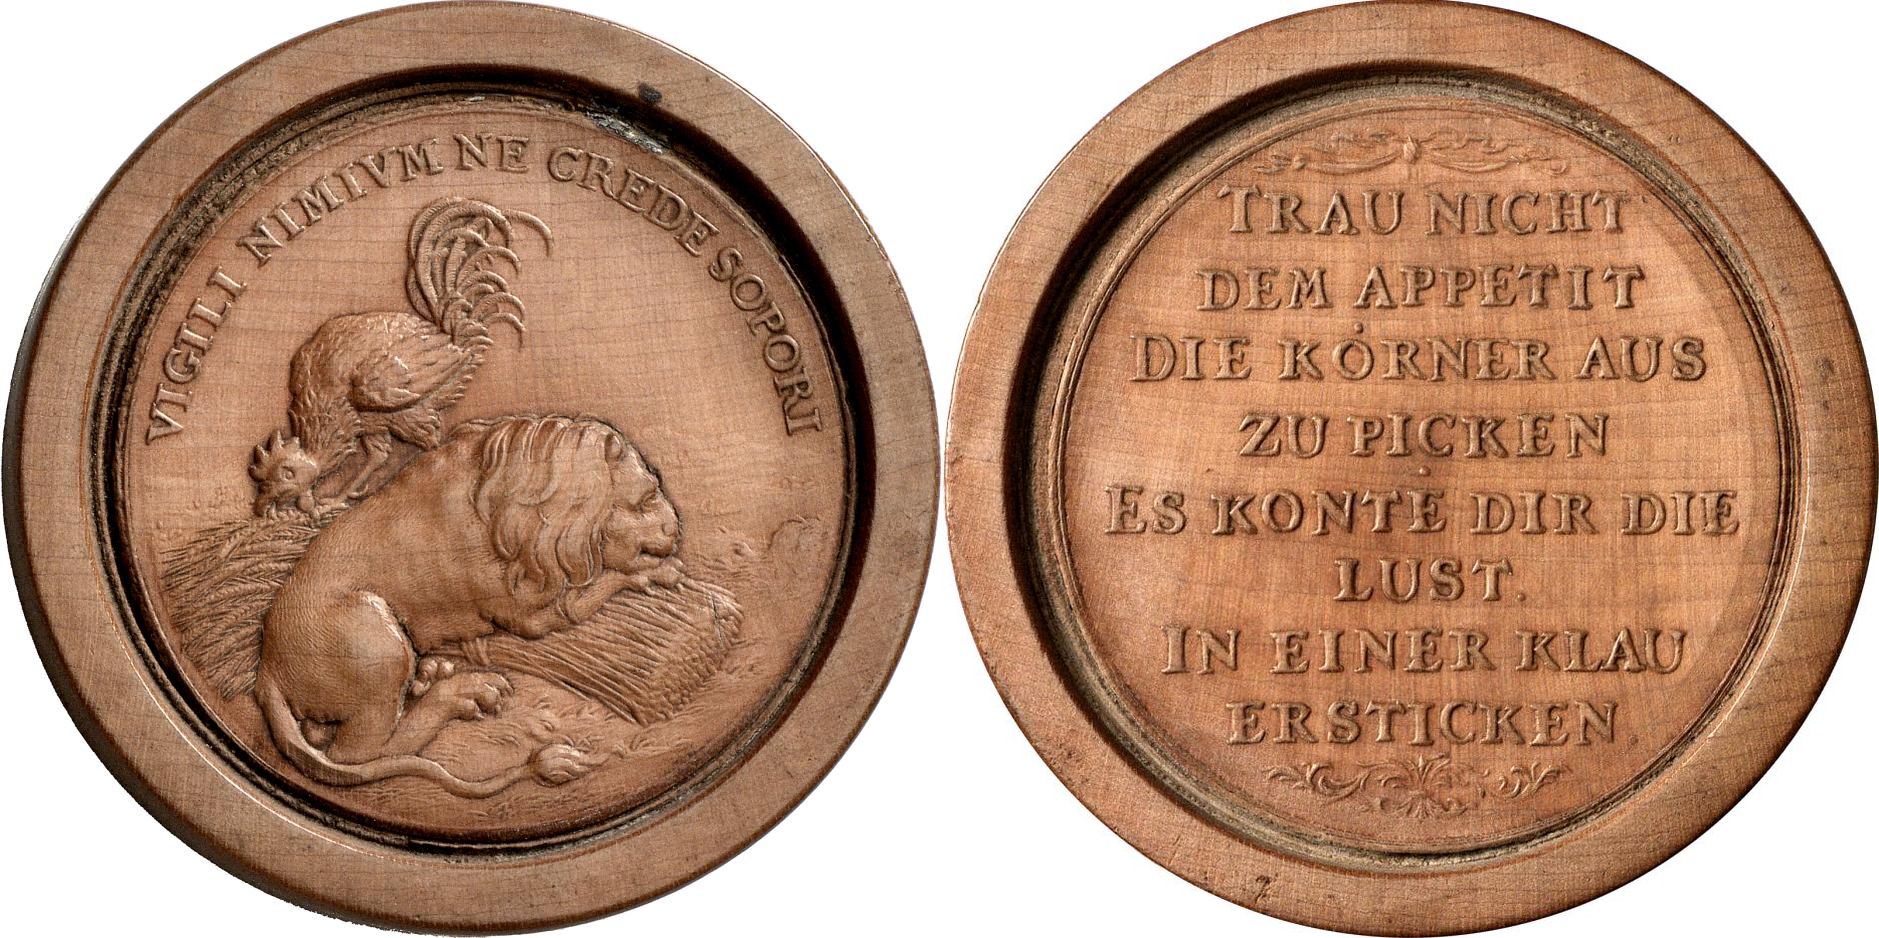 VIGILI NIMIVM NE CREDE SOPORI
TRAU NICHT
DEM APPETIT
DIE KÖRNER AUS
ZU PICKEN
ES KONTE DIR DIE
LUST.
IN EINER KLAU
ERSTICKEN